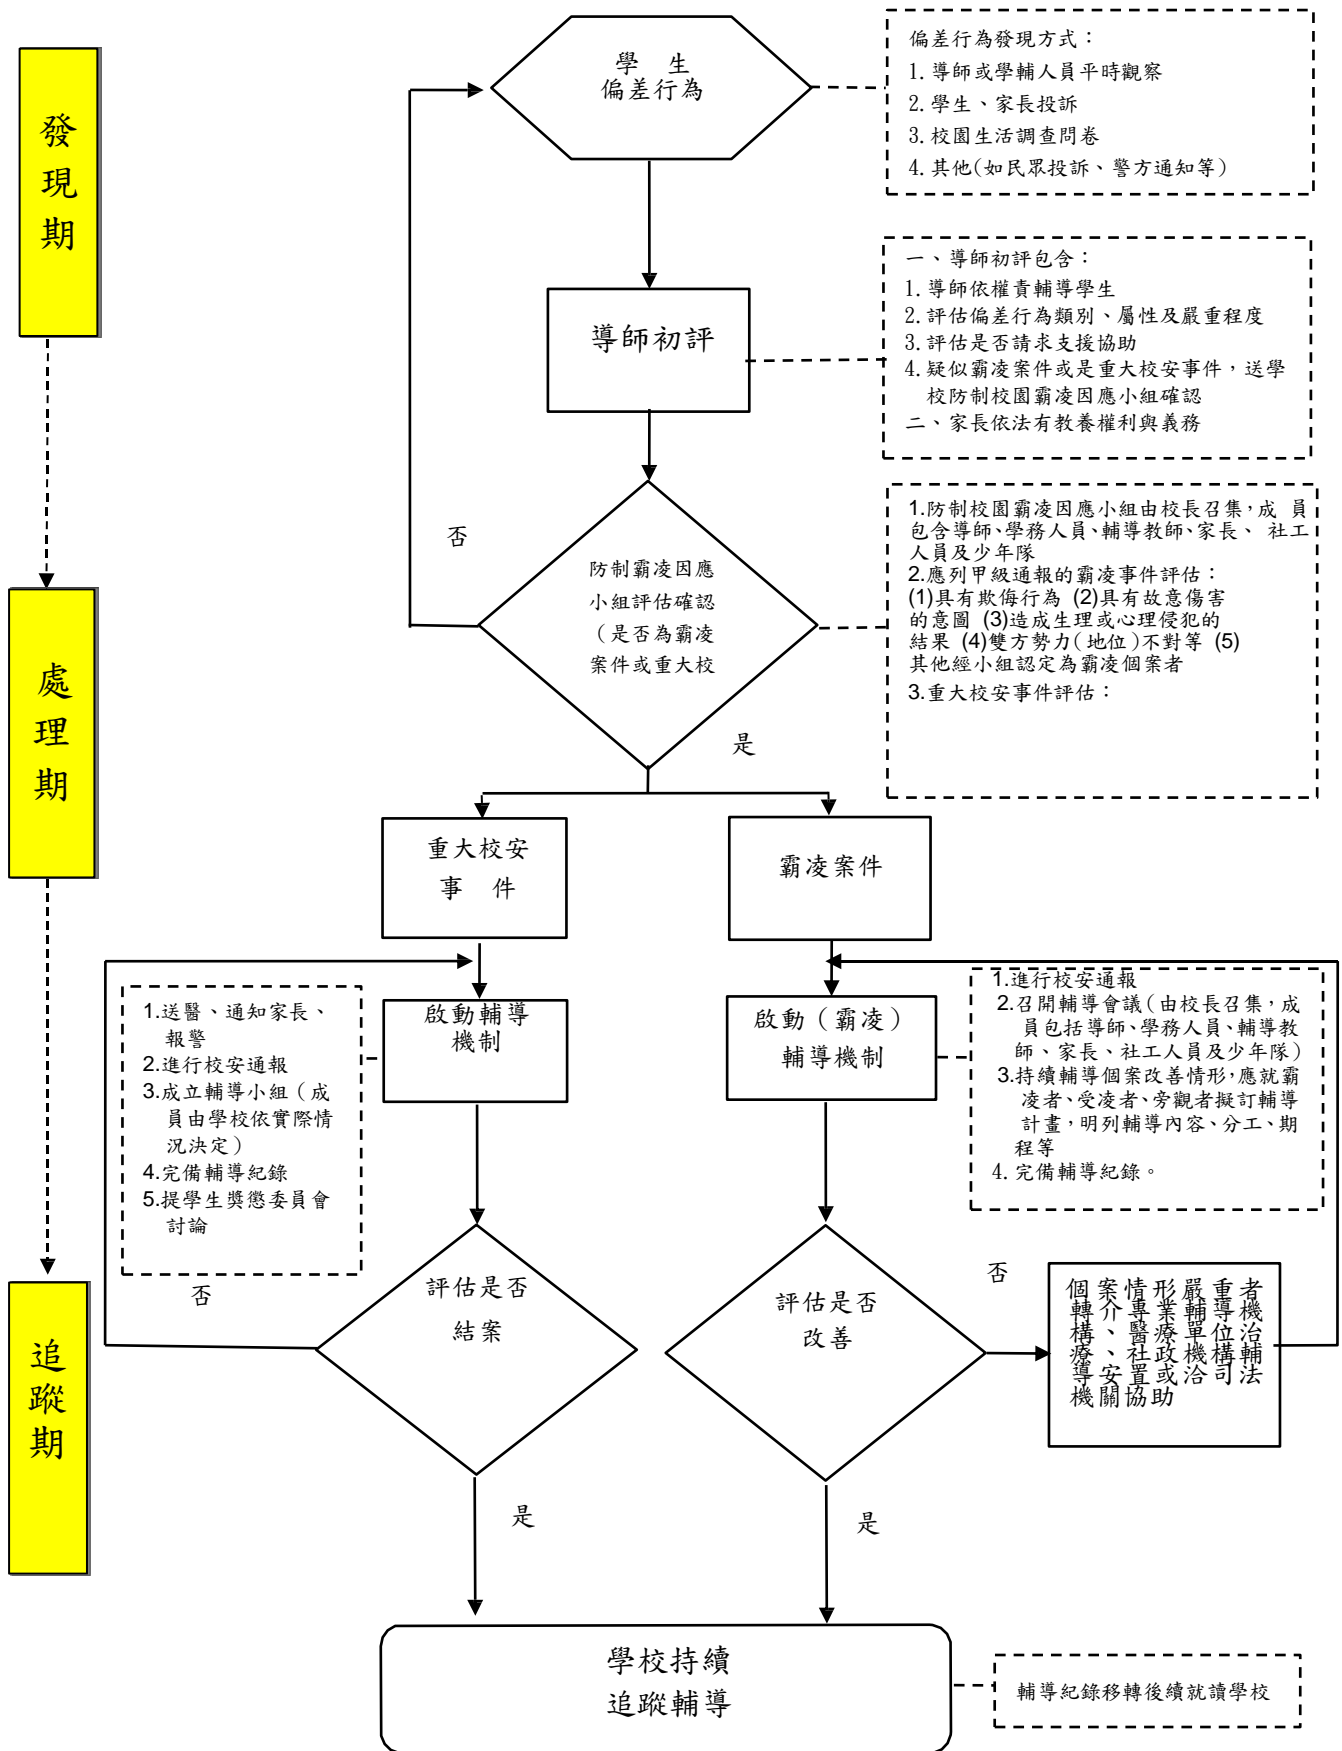 發
現
期
學　生
偏差行為
偏差行為發現方式：
1.導師或學輔人員平時觀察
2.學生、家長投訴
3.校園生活調查問卷
4.其他(如民眾投訴、警方通知等)
導師初評
一、導師初評包含：
1.導師依權責輔導學生
2.評估偏差行為類別、屬性及嚴重程度
3.評估是否請求支援協助
4.疑似霸凌案件或是重大校安事件，送學
校防制校園霸凌因應小組確認
二、家長依法有教養權利與義務
否
防制霸凌因應
小組評估確認
（是否為霸凌
案件或重大校
是
1.防制校園霸凌因應小組由校長召集，成 員
包含導師、學務人員、輔導教師、家長、 社工
人員及少年隊
2.應列甲級通報的霸凌事件評估：
(1)具有欺侮行為 (2)具有故意傷害
的意圖 (3)造成生理或心理侵犯的
結果 (4)雙方勢力(地位)不對等 (5)
其他經小組認定為霸凌個案者
3.重大校安事件評估：
處
理
期
重大校安
事　件
霸凌案件
1.送醫、通知家長、
報警
2.進行校安通報
3.成立輔導小組（成
員由學校依實際情
況決定）
4.完備輔導紀錄
5.提學生獎懲委員會
討論
啟動輔導
機制
啟動（霸凌）
輔導機制
1.進行校安通報
2.召開輔導會議（由校長召集，成
員包括導師、學務人員、輔導教
師、家長、社工人員及少年隊）
3.持續輔導個案改善情形，應就霸
凌者、受凌者、旁觀者擬訂輔導
計畫，明列輔導內容、分工、期
程等
4.完備輔導紀錄。
追
蹤
期
否
評估是否
結案
是
評估是否
改善
否
是
個案情形嚴重者
轉介專業輔導機
構、醫療單位治
療、社政機構輔
導安置或洽司法
機關協助
學校持續
追蹤輔導
輔導紀錄移轉後續就讀學校